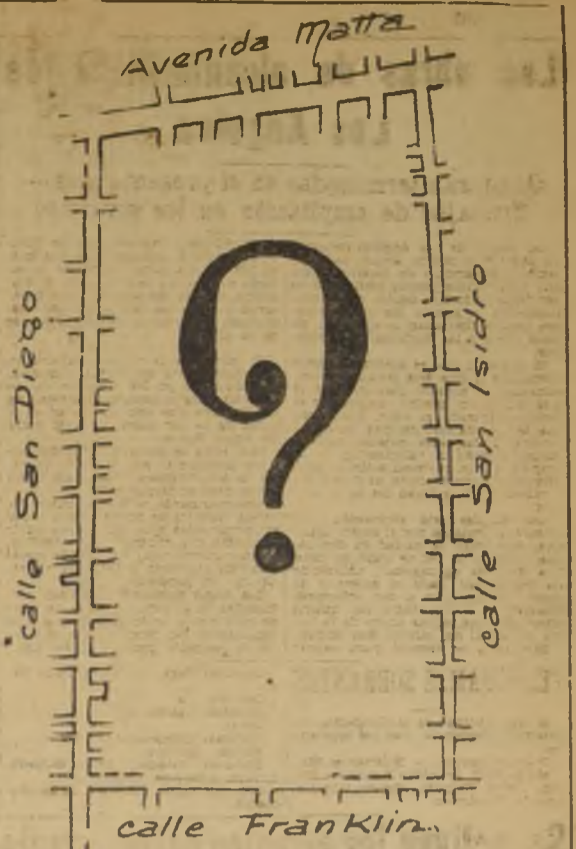 Avenida Matta
?
calle San Diego
calle San Isidro
calle Franklin.